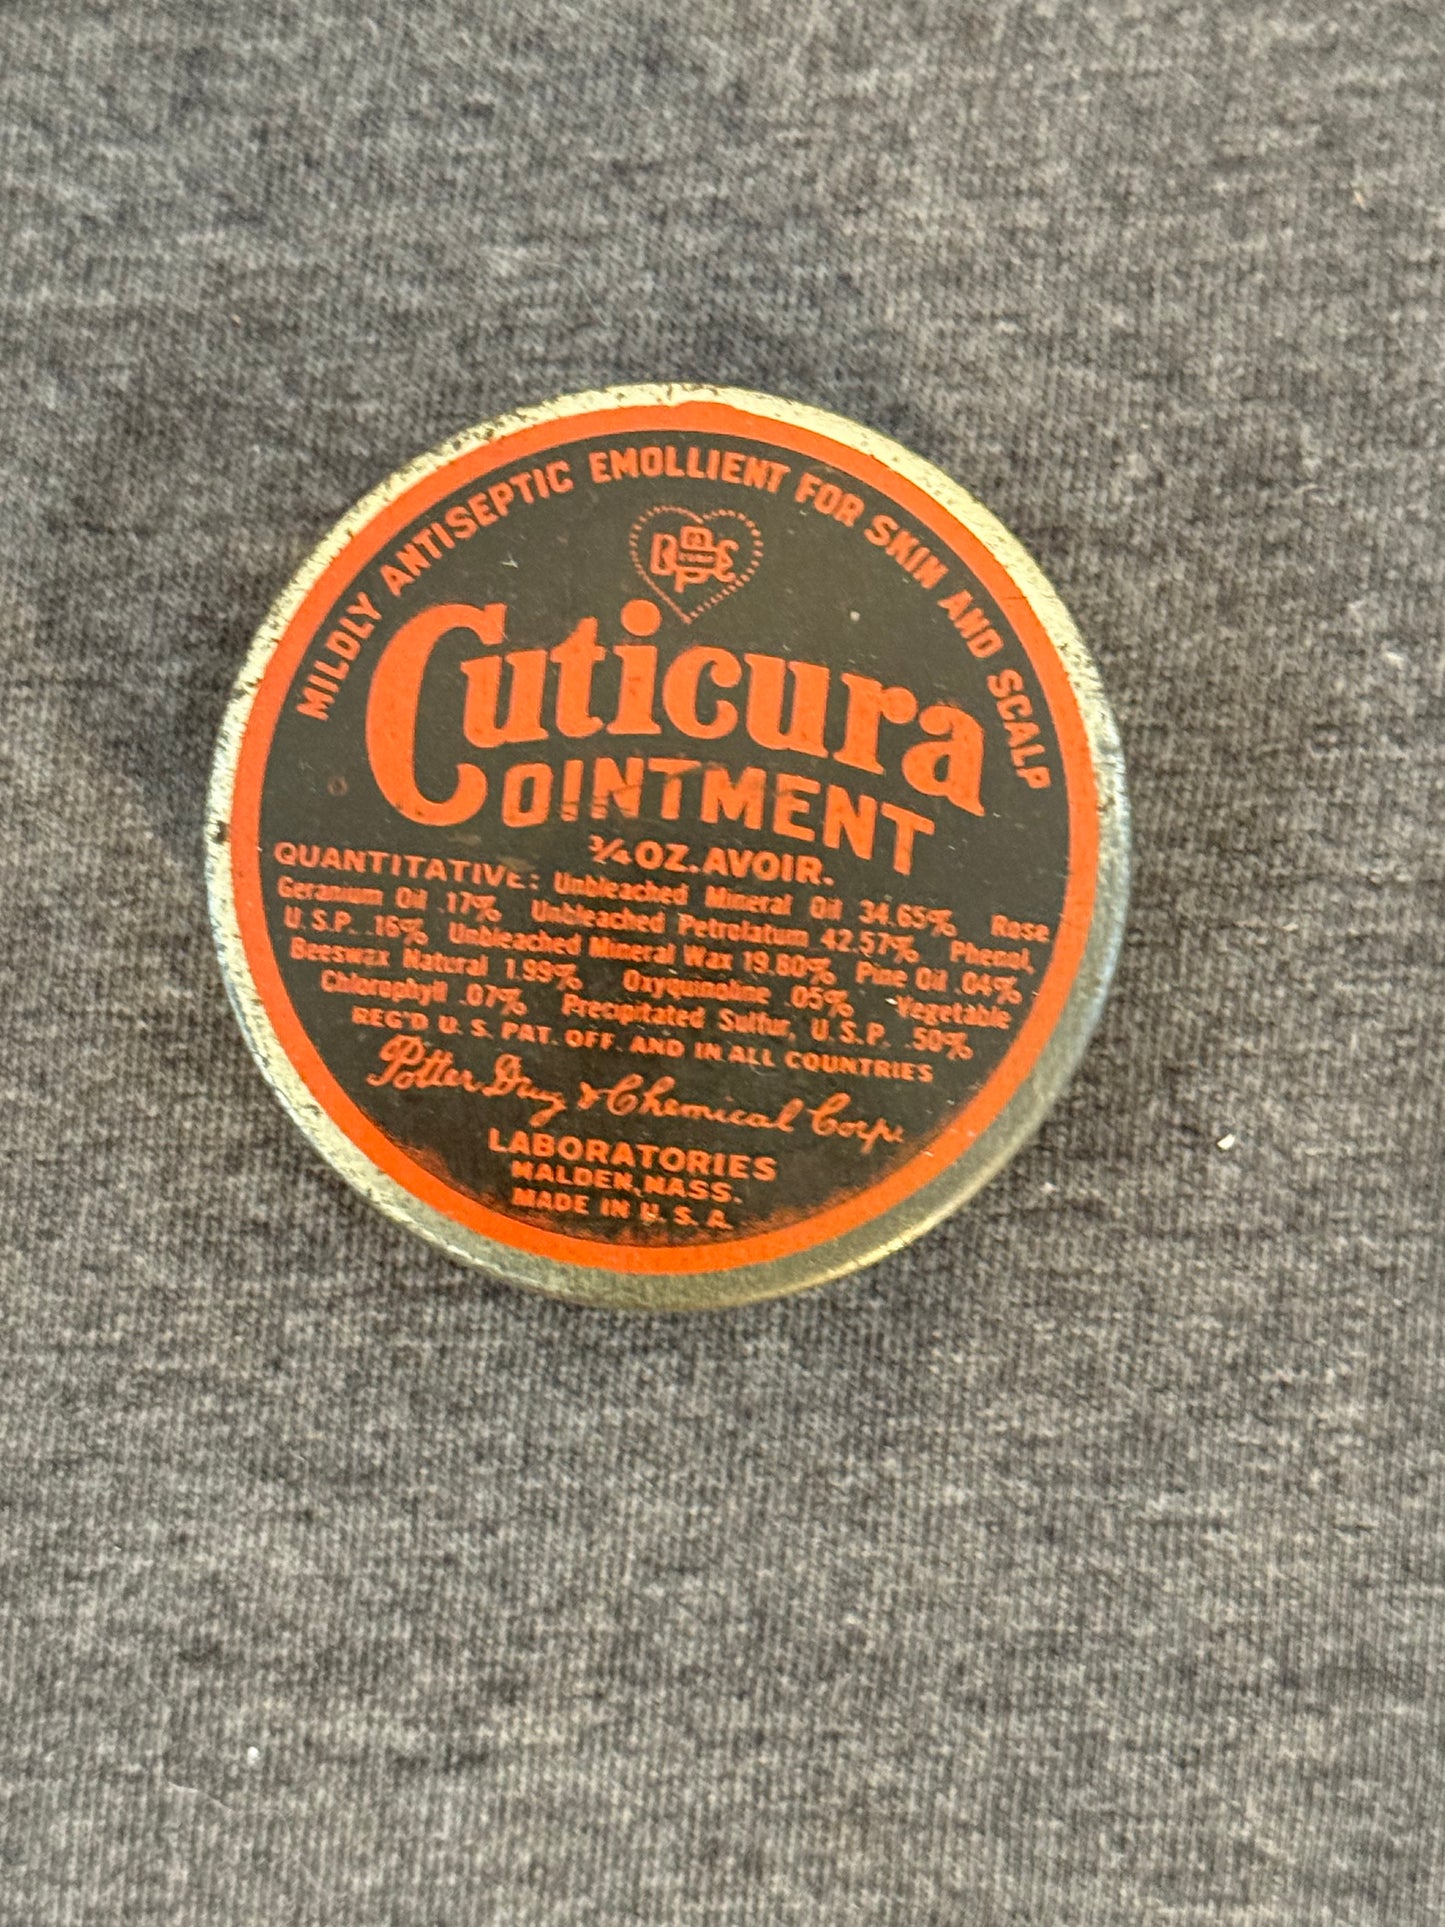 MILDLY ANTISEPTIC EMOLLIENT FOR SKIN AND SCALP
Cuticura
OINTMENT
¾ OZ. AVOIR.
QUANTITATIVE: Unbleached Mineral Oil 34.65% Rose
Geranium Oil .17% Unbleached Petrolatum 42.57% Phenol,
U.S.P. .16% Unbleached Mineral Wax 19.80% Pine Oil .04%
Beeswax Natural 1.99% Oxyquinoline .05% Vegetable
Chlorophyll .07% Precipitated Sulfur, U.S.P. .50%
REG'D U. S. PAT. OFF. AND IN ALL COUNTRIES
Potter Drug & Chemical Corp.
LABORATORIES
MALDEN, MASS.
MADE IN U. S. A.